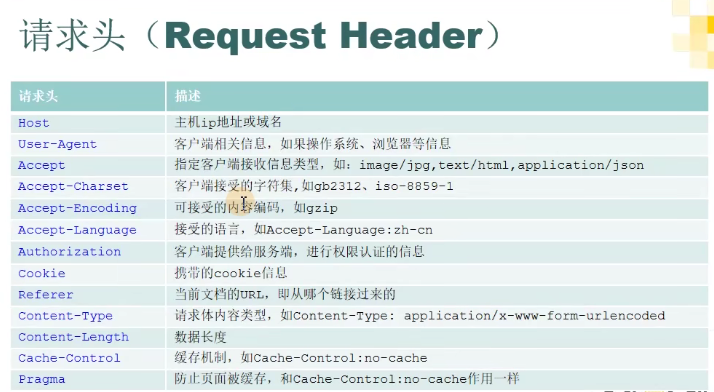 请求头（Request Header）
请求头 描述
Host 主机ip地址或域名
User-Agent 客户端相关信息，如果操作系统、浏览器等信息
Accept 指定客户端接收信息类型，如：image/jpg,text/html,application/json
Accept-Charset 客户端接受的字符集,如gb2312、iso-8859-1
Accept-Encoding 可接受的内容编码，如gzip
Accept-Language 接受的语言，如Accept-Language:zh-cn
Authorization 客户端提供给服务端，进行权限认证的信息
Cookie 携带的cookie信息
Referer 当前文档的URL，即从哪个链接过来的
Content-Type 请求体内容类型，如Content-Type: application/x-www-form-urlencoded
Content-Length 数据长度
Cache-Control 缓存机制，如Cache-Control:no-cache
Pragma 防止页面被缓存，和Cache-Control:no-cache作用一样